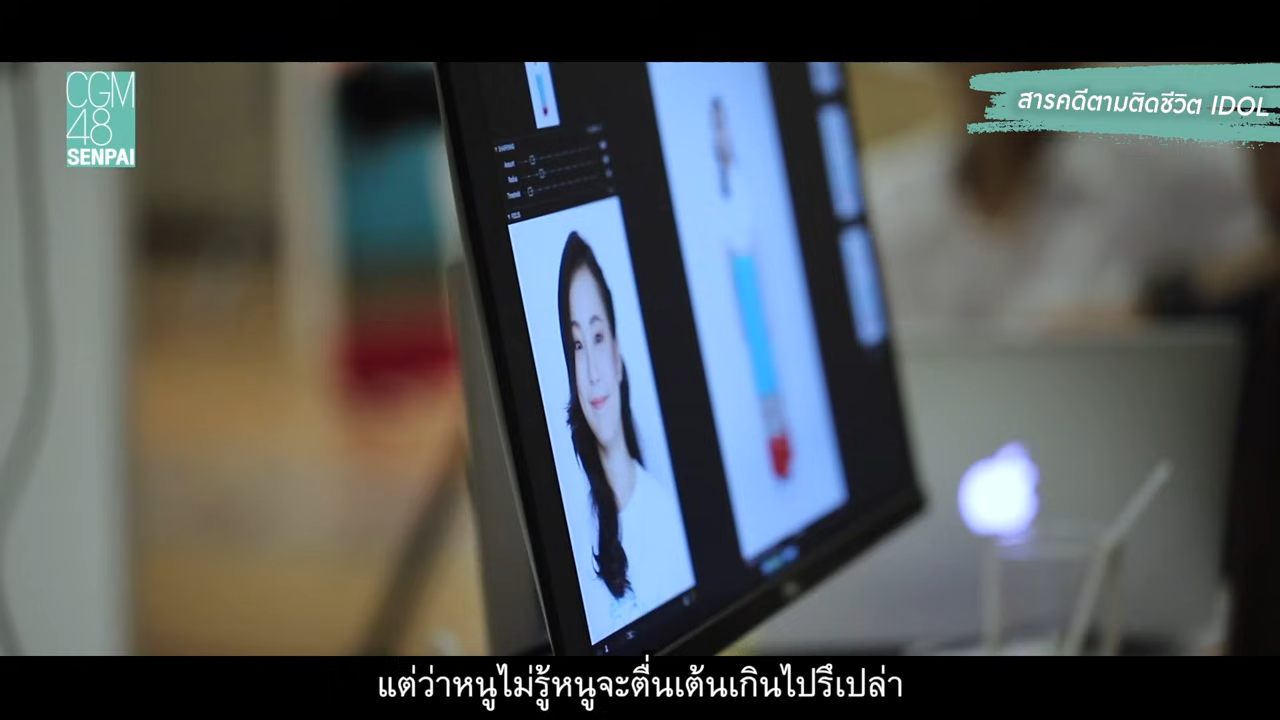 CGM
48
SENPAI
สารคดีตามติดชีวิต IDOL
แต่ว่าหนูไม่รู้หนูจะตื่นเต้นเกินไปรึเปล่า